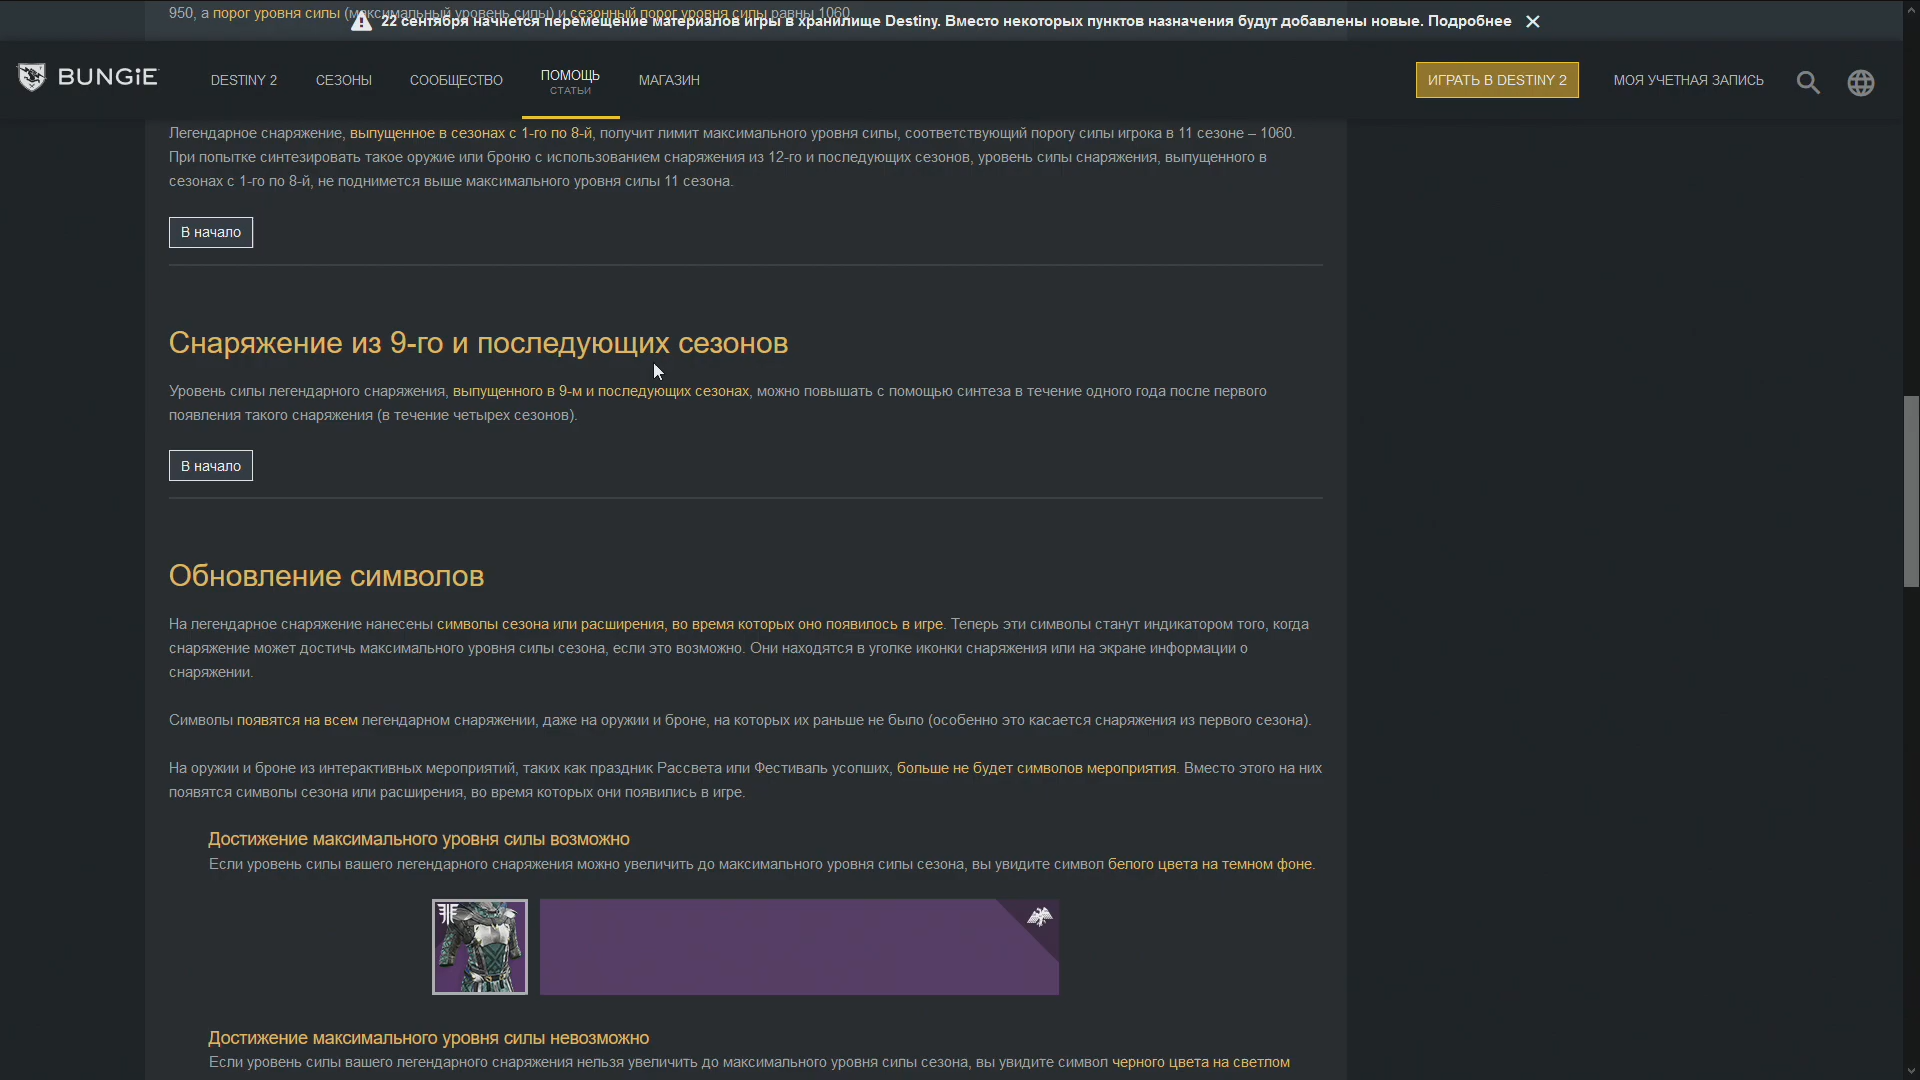 950, а порог уровня силы (максимальный уровень силы) и сезонный порог уровня силы равны 1060.
22 сентября начнется перемещение материалов игры в хранилище Destiny. Вместо некоторых пунктов назначения будут добавлены новые. Подробнее
BUNGiE
DESTINY 2
СЕЗОНЫ
СООБЩЕСТВО
ПОМОЩЬ
СТАТЬИ
МАГАЗИН
ИГРАТЬ В DESTINY 2
МОЯ УЧЕТНАЯ ЗАПИСЬ
Легендарное снаряжение, выпущенное в сезонах с 1-го по 8-й, получит лимит максимального уровня силы, соответствующий порогу силы игрока в 11 сезоне – 1060.
При попытке синтезировать такое оружие или броню с использованием снаряжения из 12-го и последующих сезонов, уровень силы снаряжения, выпущенного в
сезонах с 1-го по 8-й, не поднимется выше максимального уровня силы 11 сезона.
В начало
Снаряжение из 9-го и последующих сезонов
Уровень силы легендарного снаряжения, выпущенного в 9-м и последующих сезонах, можно повышать с помощью синтеза в течение одного года после первого
появления такого снаряжения (в течение четырех сезонов).
В начало
Обновление символов
На легендарное снаряжение нанесены символы сезона или расширения, во время которых оно появилось в игре. Теперь эти символы станут индикатором того, когда
снаряжение может достичь максимального уровня силы сезона, если это возможно. Они находятся в уголке иконки снаряжения или на экране информации о
снаряжении.
Символы появятся на всем легендарном снаряжении, даже на оружии и броне, на которых их раньше не было (особенно это касается снаряжения из первого сезона).
На оружии и броне из интерактивных мероприятий, таких как праздник Рассвета или Фестиваль усопших, больше не будет символов мероприятия. Вместо этого на них
появятся символы сезона или расширения, во время которых они появились в игре.
Достижение максимального уровня силы возможно
Если уровень силы вашего легендарного снаряжения можно увеличить до максимального уровня силы сезона, вы увидите символ белого цвета на темном фоне.
Достижение максимального уровня силы невозможно
Если уровень силы вашего легендарного снаряжения нельзя увеличить до максимального уровня силы сезона, вы увидите символ черного цвета на светлом